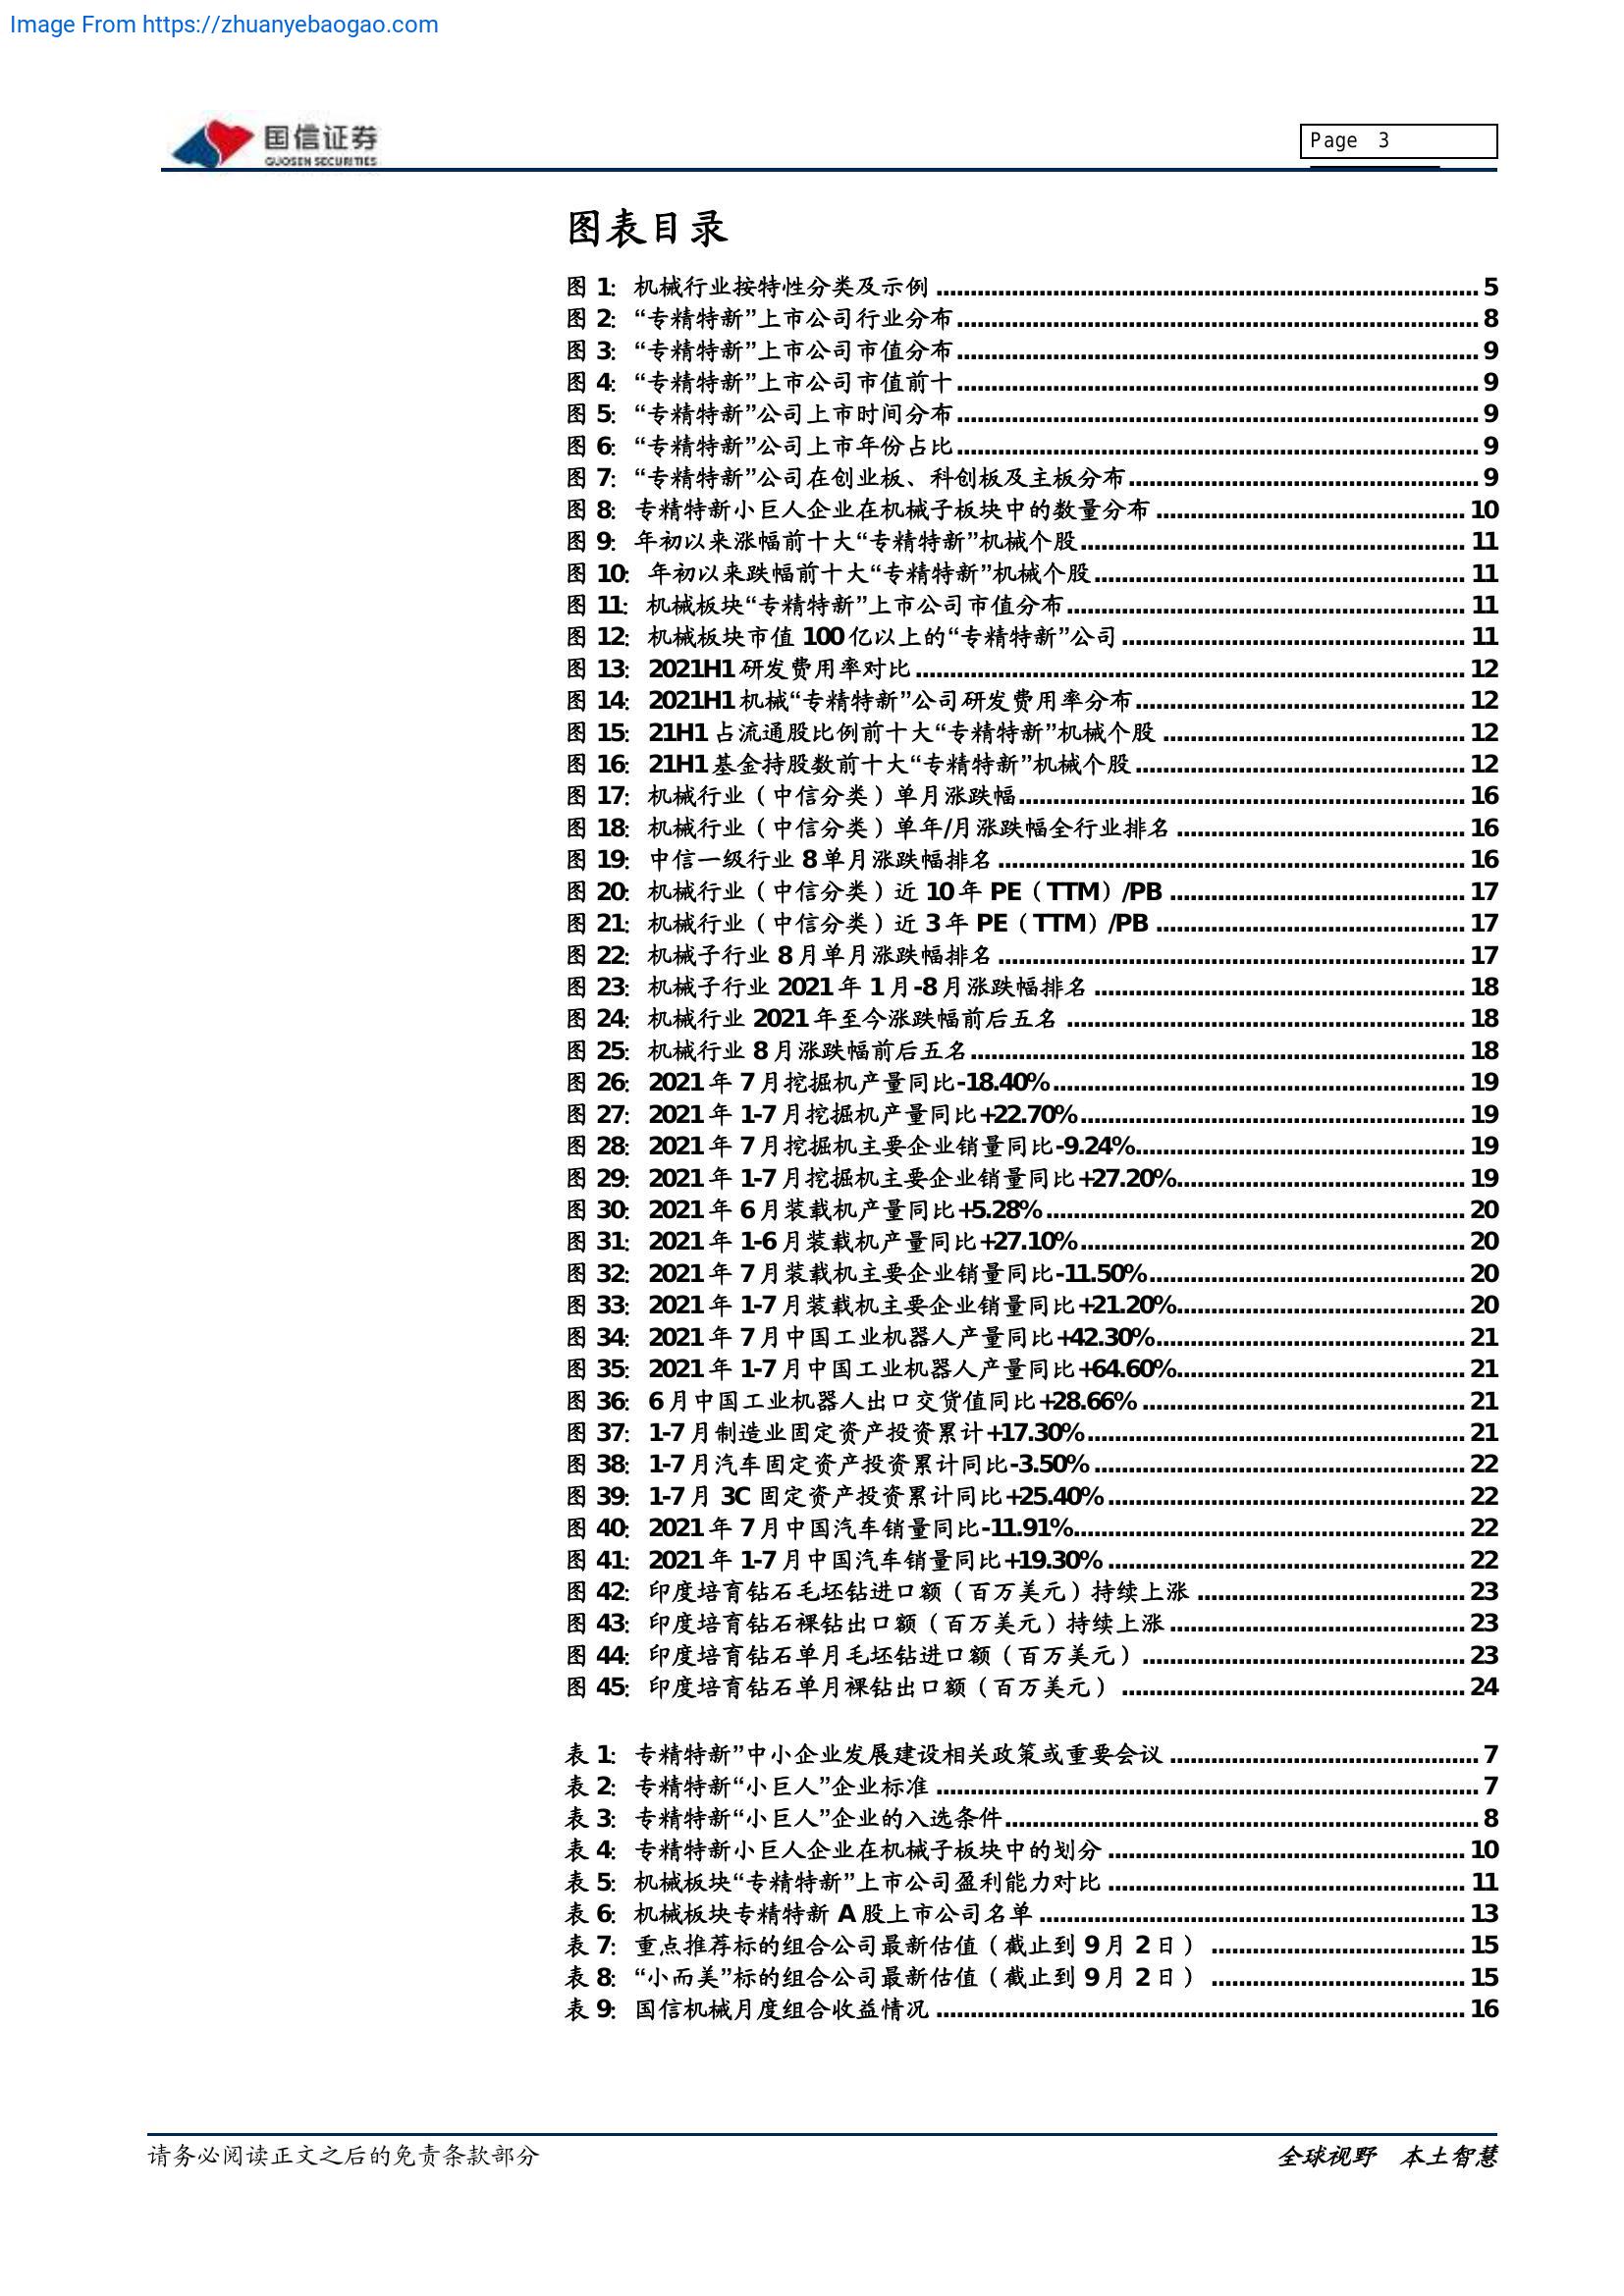 Image From https://zhuanyebaogao.com
国信证券
GUOSEN SECURITIES
Page 3
图表目录
图 1: 机械行业按特性分类及示例 ........ 5
图 2: “专精特新”上市公司行业分布 ........ 8
图 3: “专精特新”上市公司市值分布 ........ 9
图 4: “专精特新”上市公司市值前十 ........ 9
图 5: “专精特新”公司上市时间分布 ........ 9
图 6: “专精特新”公司上市年份占比 ........ 9
图 7: “专精特新”公司在创业板、科创板及主板分布 ........ 9
图 8: 专精特新小巨人企业在机械子板块中的数量分布 ........ 10
图 9: 年初以来涨幅前十大“专精特新”机械个股 ........ 11
图 10: 年初以来跌幅前十大“专精特新”机械个股 ........ 11
图 11: 机械板块“专精特新”上市公司市值分布 ........ 11
图 12: 机械板块市值 100 亿以上的“专精特新”公司 ........ 11
图 13: 2021H1 研发费用率对比 ........ 12
图 14: 2021H1 机械“专精特新”公司研发费用率分布 ........ 12
图 15: 21H1 占流通股比例前十大“专精特新”机械个股 ........ 12
图 16: 21H1 基金持股数前十大“专精特新”机械个股 ........ 12
图 17: 机械行业（中信分类）单月涨跌幅 ........ 16
图 18: 机械行业（中信分类）单年/月涨跌幅全行业排名 ........ 16
图 19: 中信一级行业 8 单月涨跌幅排名 ........ 16
图 20: 机械行业（中信分类）近 10 年 PE（TTM）/PB ........ 17
图 21: 机械行业（中信分类）近 3 年 PE（TTM）/PB ........ 17
图 22: 机械子行业 8 月单月涨跌幅排名 ........ 17
图 23: 机械子行业 2021 年 1 月-8 月涨跌幅排名 ........ 18
图 24: 机械行业 2021 年至今涨跌幅前后五名 ........ 18
图 25: 机械行业 8 月涨跌幅前后五名 ........ 18
图 26: 2021 年 7 月挖掘机产量同比-18.40% ........ 19
图 27: 2021 年 1-7 月挖掘机产量同比+22.70% ........ 19
图 28: 2021 年 7 月挖掘机主要企业销量同比-9.24% ........ 19
图 29: 2021 年 1-7 月挖掘机主要企业销量同比+27.20% ........ 19
图 30: 2021 年 6 月装载机产量同比+5.28% ........ 20
图 31: 2021 年 1-6 月装载机产量同比+27.10% ........ 20
图 32: 2021 年 7 月装载机主要企业销量同比-11.50% ........ 20
图 33: 2021 年 1-7 月装载机主要企业销量同比+21.20% ........ 20
图 34: 2021 年 7 月中国工业机器人产量同比+42.30% ........ 21
图 35: 2021 年 1-7 月中国工业机器人产量同比+64.60% ........ 21
图 36: 6 月中国工业机器人出口交货值同比+28.66% ........ 21
图 37: 1-7 月制造业固定资产投资累计+17.30% ........ 21
图 38: 1-7 月汽车固定资产投资累计同比-3.50% ........ 22
图 39: 1-7 月 3C 固定资产投资累计同比+25.40% ........ 22
图 40: 2021 年 7 月中国汽车销量同比-11.91% ........ 22
图 41: 2021 年 1-7 月中国汽车销量同比+19.30% ........ 22
图 42: 印度培育钻石毛坯钻进口额（百万美元）持续上涨 ........ 23
图 43: 印度培育钻石裸钻出口额（百万美元）持续上涨 ........ 23
图 44: 印度培育钻石单月毛坯钻进口额（百万美元） ........ 23
图 45: 印度培育钻石单月裸钻出口额（百万美元） ........ 24
表 1: 专精特新”中小企业发展建设相关政策或重要会议 ........ 7
表 2: 专精特新“小巨人”企业标准 ........ 7
表 3: 专精特新“小巨人”企业的入选条件 ........ 8
表 4: 专精特新小巨人企业在机械子板块中的划分 ........ 10
表 5: 机械板块“专精特新”上市公司盈利能力对比 ........ 11
表 6: 机械板块专精特新 A 股上市公司名单 ........ 13
表 7: 重点推荐标的组合公司最新估值（截止到 9 月 2 日） ........ 15
表 8: “小而美”标的组合公司最新估值（截止到 9 月 2 日） ........ 15
表 9: 国信机械月度组合收益情况 ........ 16
请务必阅读正文之后的免责条款部分
全球视野 本土智慧